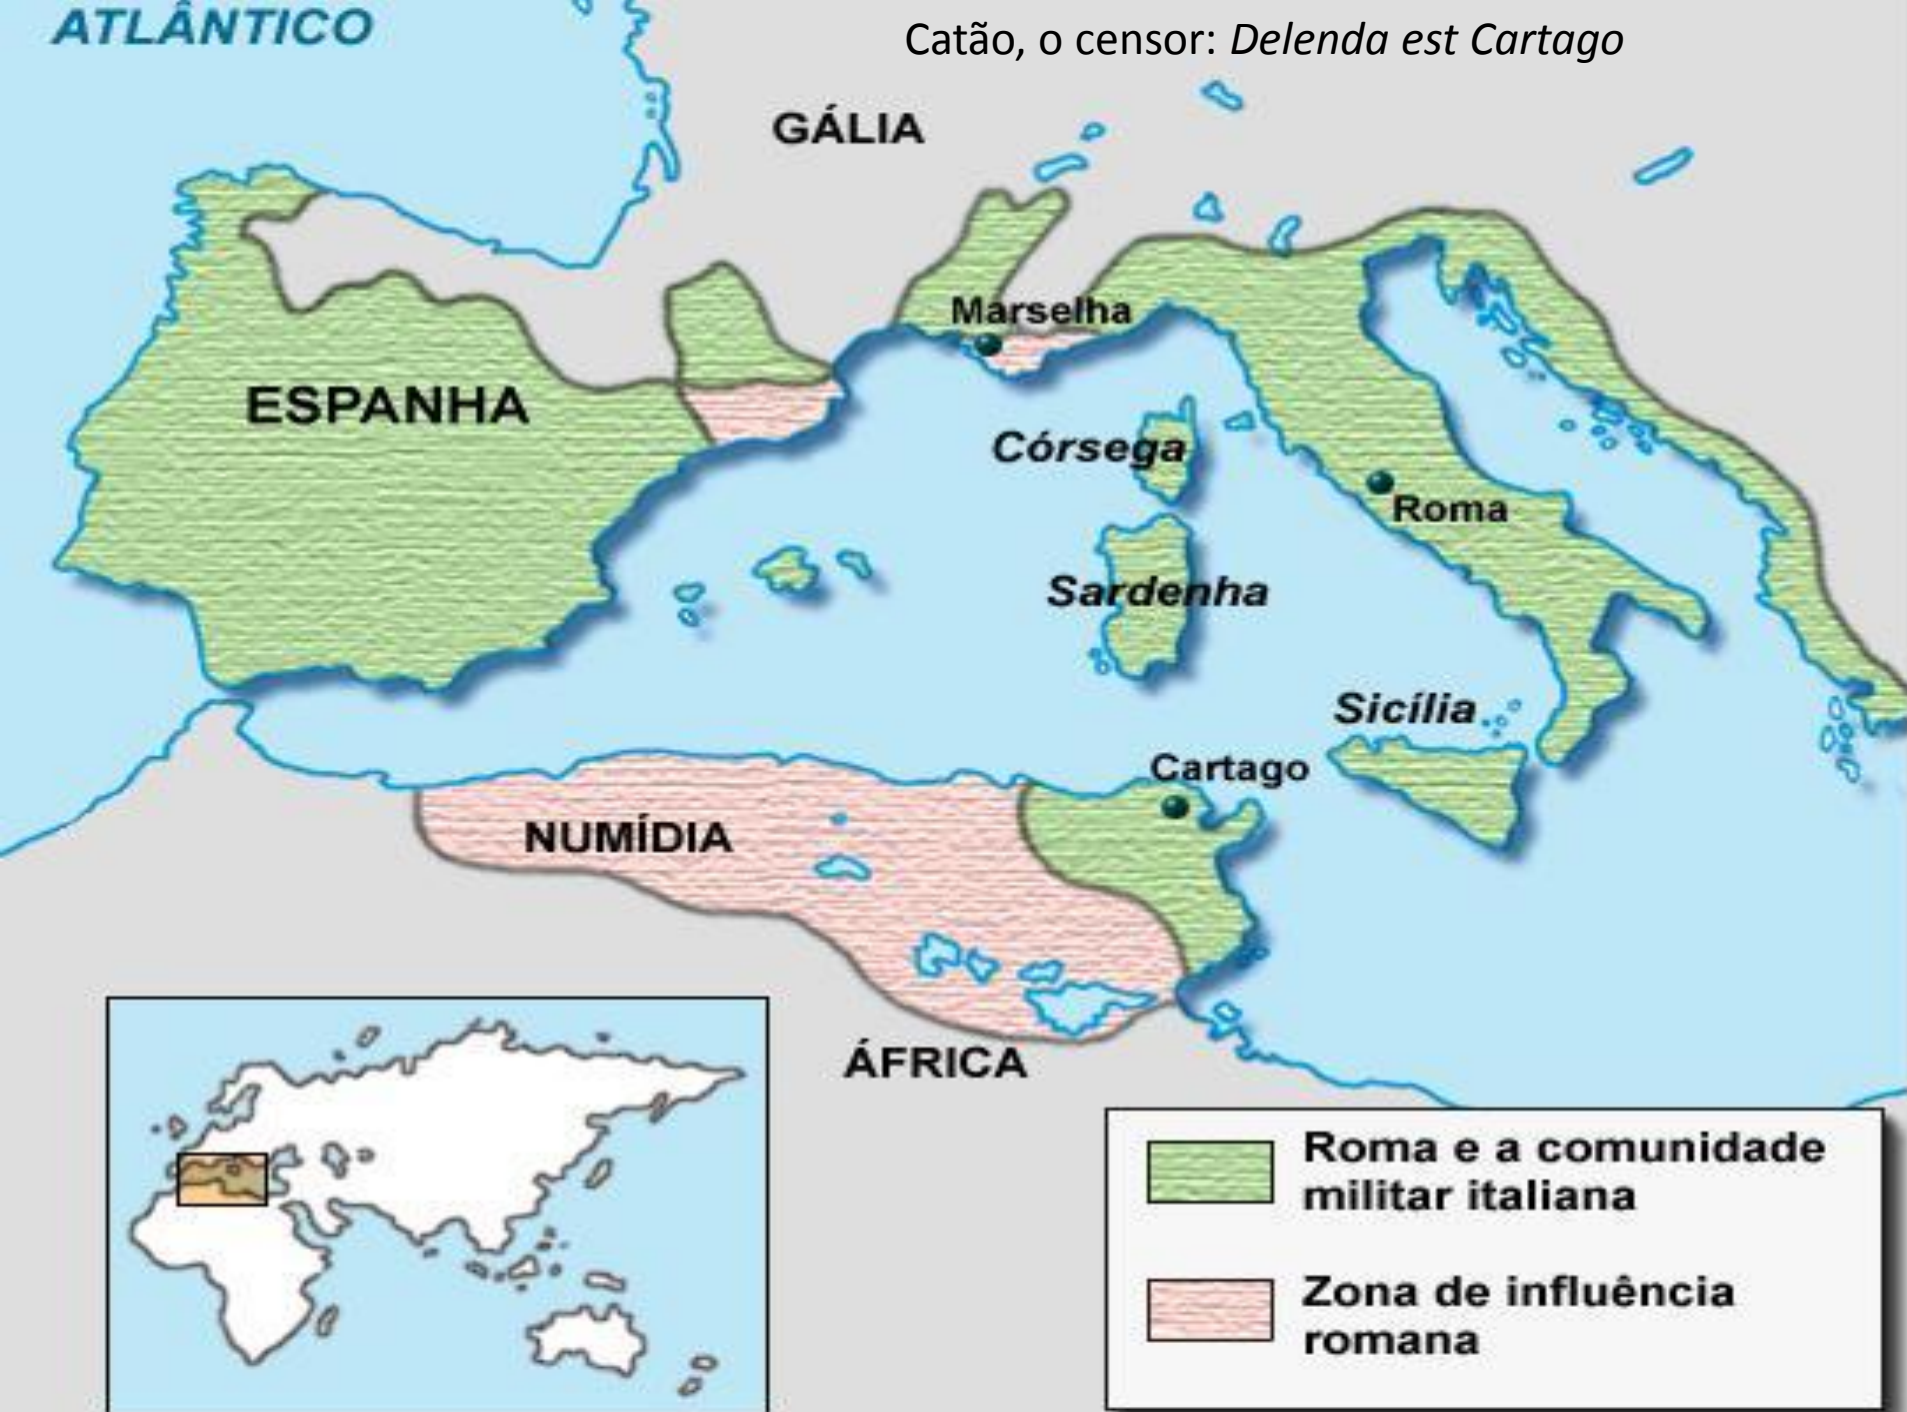 ATLÂNTICO
Catão, o censor: Delenda est Cartago
GÁLIA
Marselha
ESPANHA
Córsega
Roma
Sardenha
Sicília
Cartago
NUMÍDIA
ÁFRICA
Roma e a comunidade
militar italiana
Zona de influência
romana